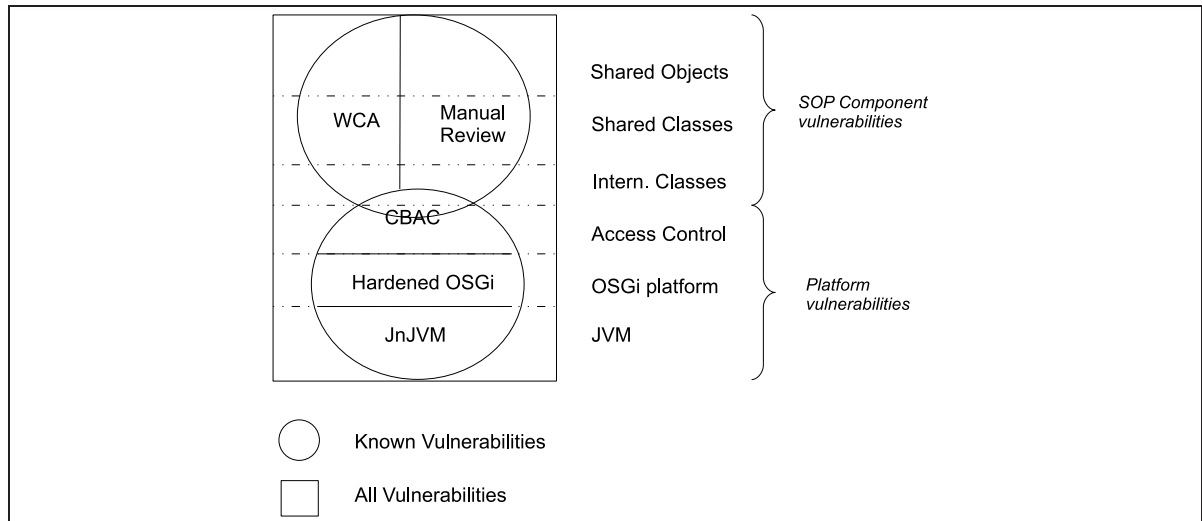 Shared Objects
WCA
Manual
Review
Shared Classes
SOP Component
vulnerabilities
Intern. Classes
CBAC
Access Control
Hardened OSGi
OSGi platform
Platform
vulnerabilities
JnJVM
JVM
Known Vulnerabilities
All Vulnerabilities